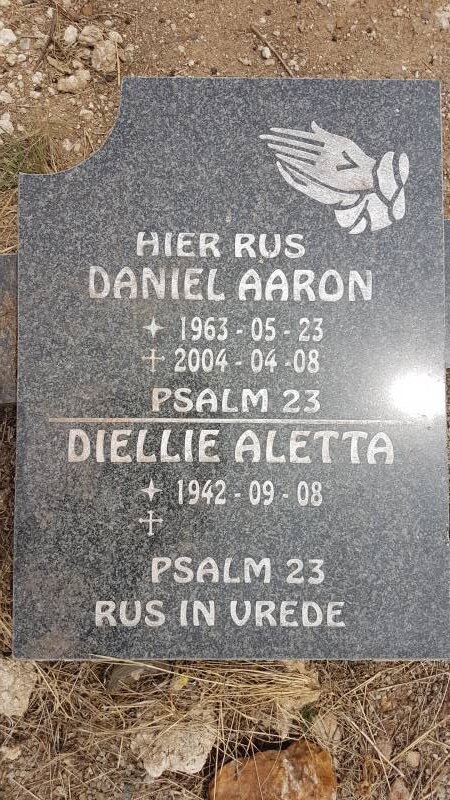 HIER RUS
DANIEL AARON
1963-05-23
2004-04-08
PSALM 23
DIELLIE ALETTA
1942-09-08
PSALM 23
RUS IN VREDE